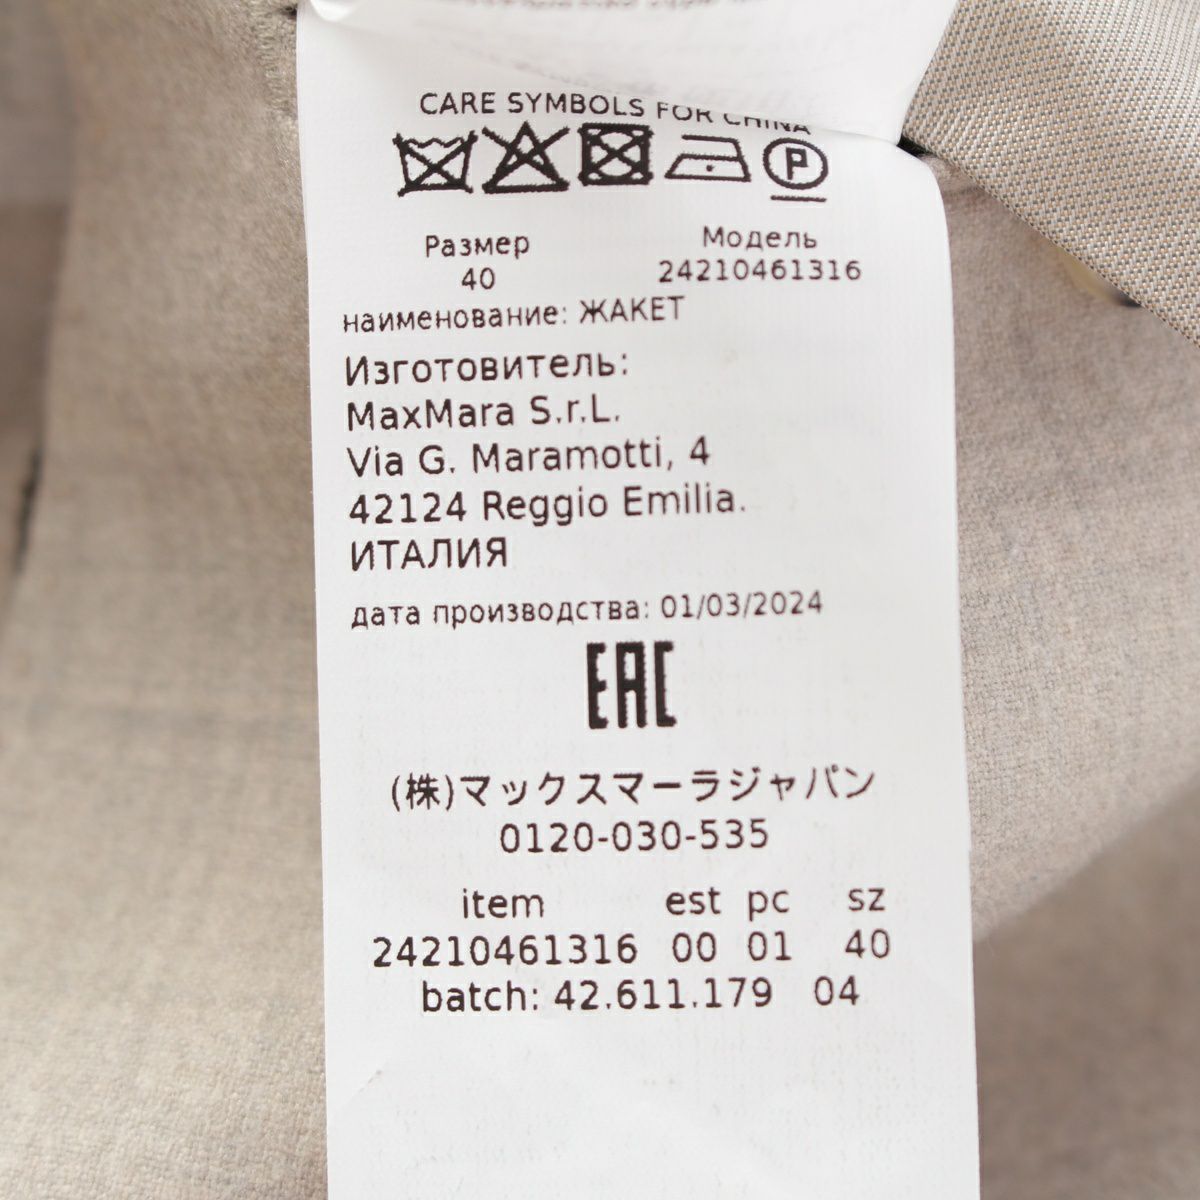 CARE SYMBOLS FOR CHINA
P
Размер Модель
40 24210461316
наименование: ЖАКЕТ
Изготовитель:
MaxMara S.r.L.
Via G. Maramotti, 4
42124 Reggio Emilia.
ИТАЛИЯ
дата производства: 01/03/2024
EAC
(株)マックスマーラジャパン
0120-030-535
item est pc sz
24210461316 00 01 40
batch: 42.611.179 04